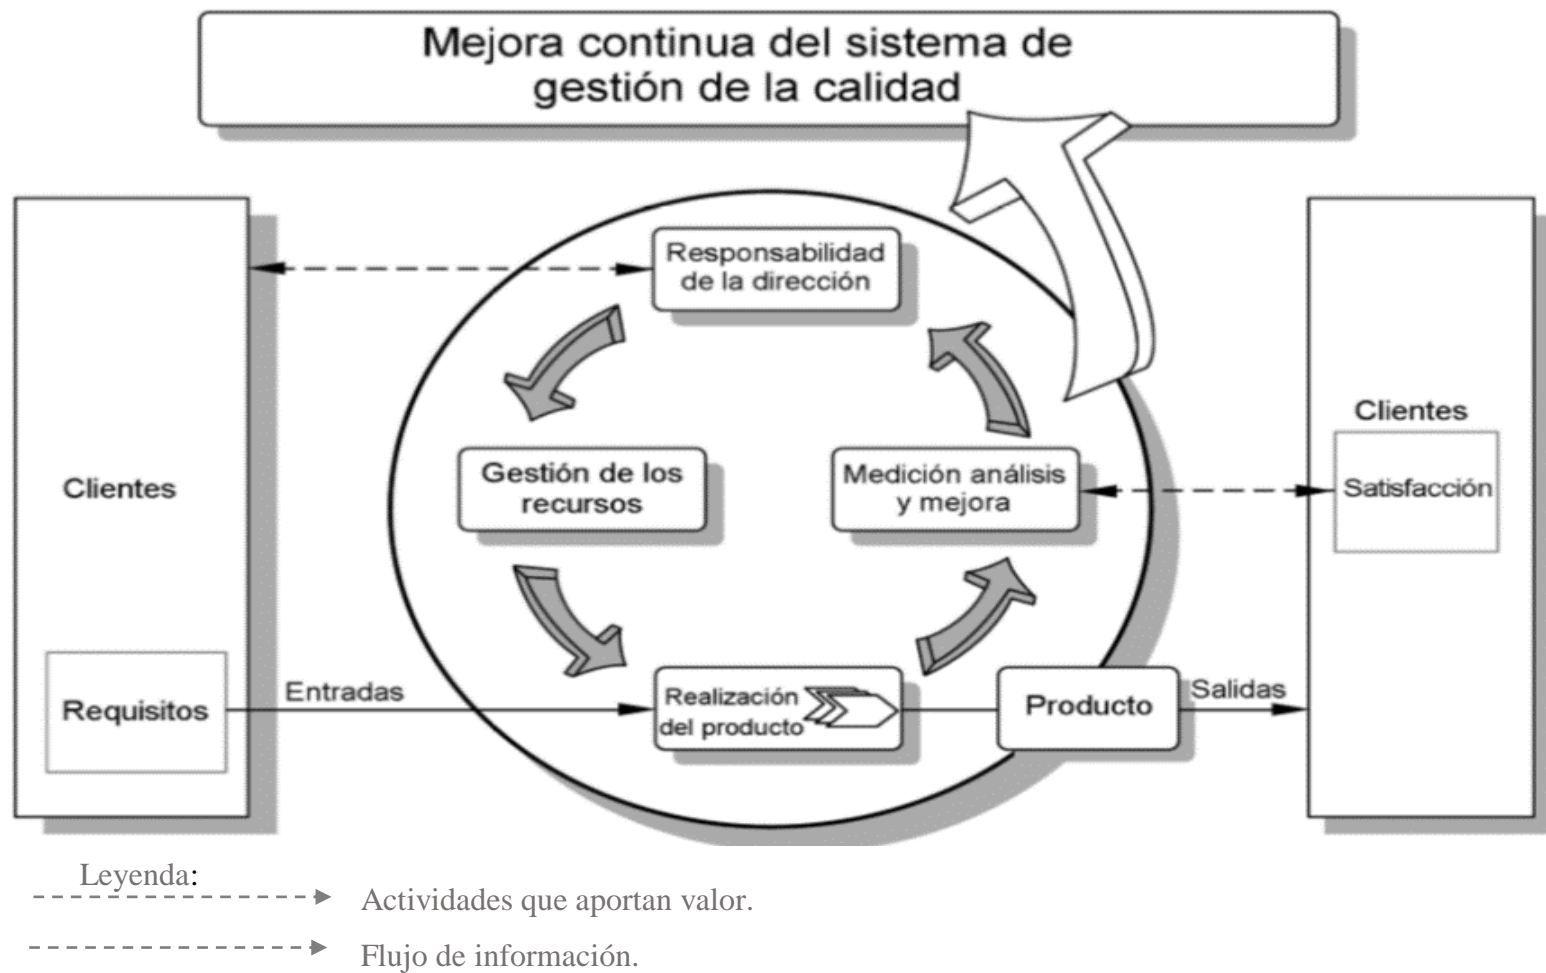 Mejora continua del sistema de
gestión de la calidad
Responsabilidad
de la dirección
Clientes
Gestión de los
recursos
Medición análisis
y mejora
Clientes
Satisfacción
Requisitos
Entradas
Realización
del producto
Producto
Salidas
Leyenda:
Actividades que aportan valor.
Flujo de información.